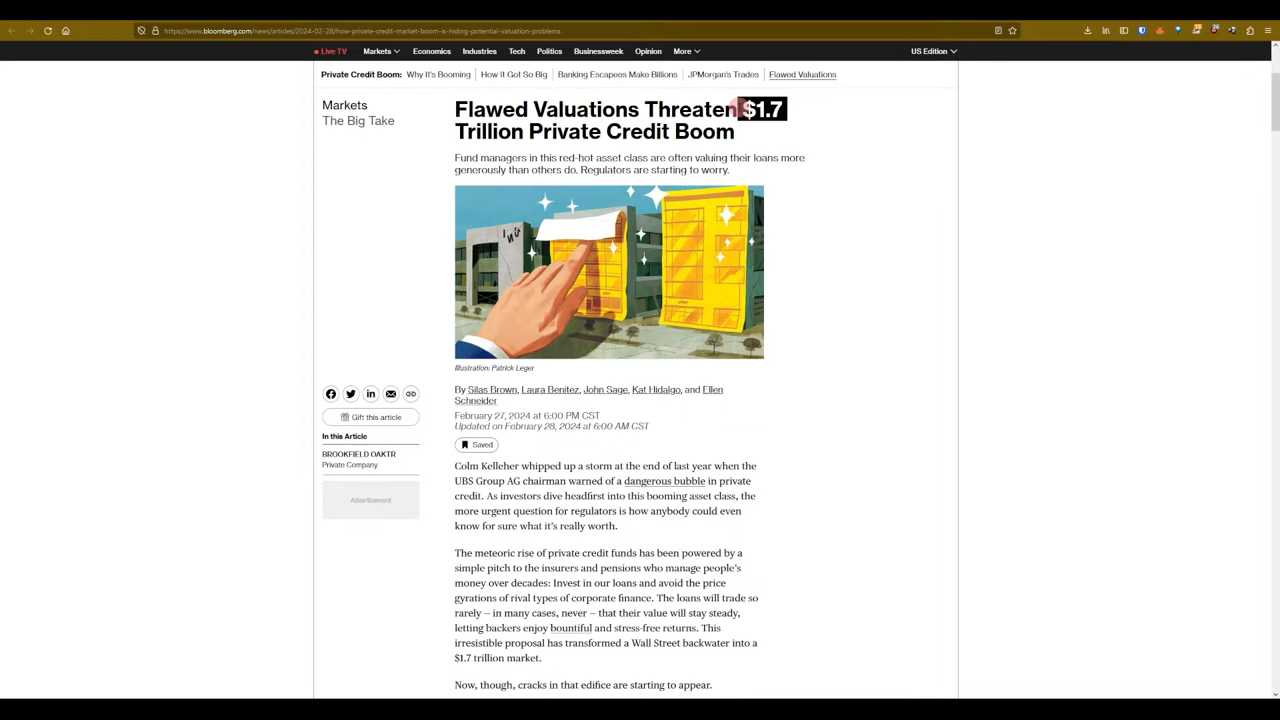 https://www.bloomberg.com/news/articles/2024-02-28/how-private-credit-market-boom-is-hiding-potential-valuation-problems
Live TV Markets Economics Industries Tech Politics Businessweek Opinion More US Edition
Private Credit Boom: Why It's Booming How It Got So Big Banking Escapees Make Billions JPMorgan's Trades Flawed Valuations
Markets
The Big Take
Flawed Valuations Threaten $1.7
Trillion Private Credit Boom
Fund managers in this red-hot asset class are often valuing their loans more
generously than others do. Regulators are starting to worry.
Illustration: Patrick Leger
By Silas Brown, Laura Benitez, John Sage, Kat Hidalgo, and Ellen
Schneider
February 27, 2024 at 6:00 PM CST
Updated on February 28, 2024 at 6:00 AM CST
Saved
Gift this article
In this Article
BROOKFIELD OAKTR
Private Company
Advertisement
Colm Kelleher whipped up a storm at the end of last year when the
UBS Group AG chairman warned of a dangerous bubble in private
credit. As investors dive headfirst into this booming asset class, the
more urgent question for regulators is how anybody could even
know for sure what it's really worth.
The meteoric rise of private credit funds has been powered by a
simple pitch to the insurers and pensions who manage people's
money over decades: Invest in our loans and avoid the price
gyrations of rival types of corporate finance. The loans will trade so
rarely – in many cases, never – that their value will stay steady,
letting backers enjoy bountiful and stress-free returns. This
irresistible proposal has transformed a Wall Street backwater into a
$1.7 trillion market.
Now, though, cracks in that edifice are starting to appear.